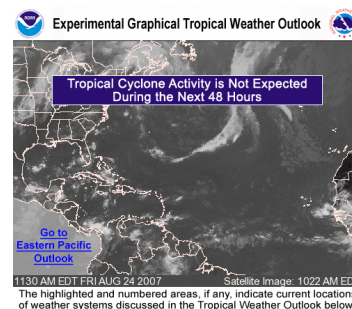 Experimental Graphical Tropical Weather Outlook
Tropical Cyclone Activity is Not Expected
During the Next 48 Hours
Go to
Eastern Pacific
Outlook
1130 AM EDT FRI AUG 24 2007 Satellite Image: 1022 AM ED
The highlighted and numbered areas, if any, indicate current locations
of weather systems discussed in the Tropical Weather Outlook below